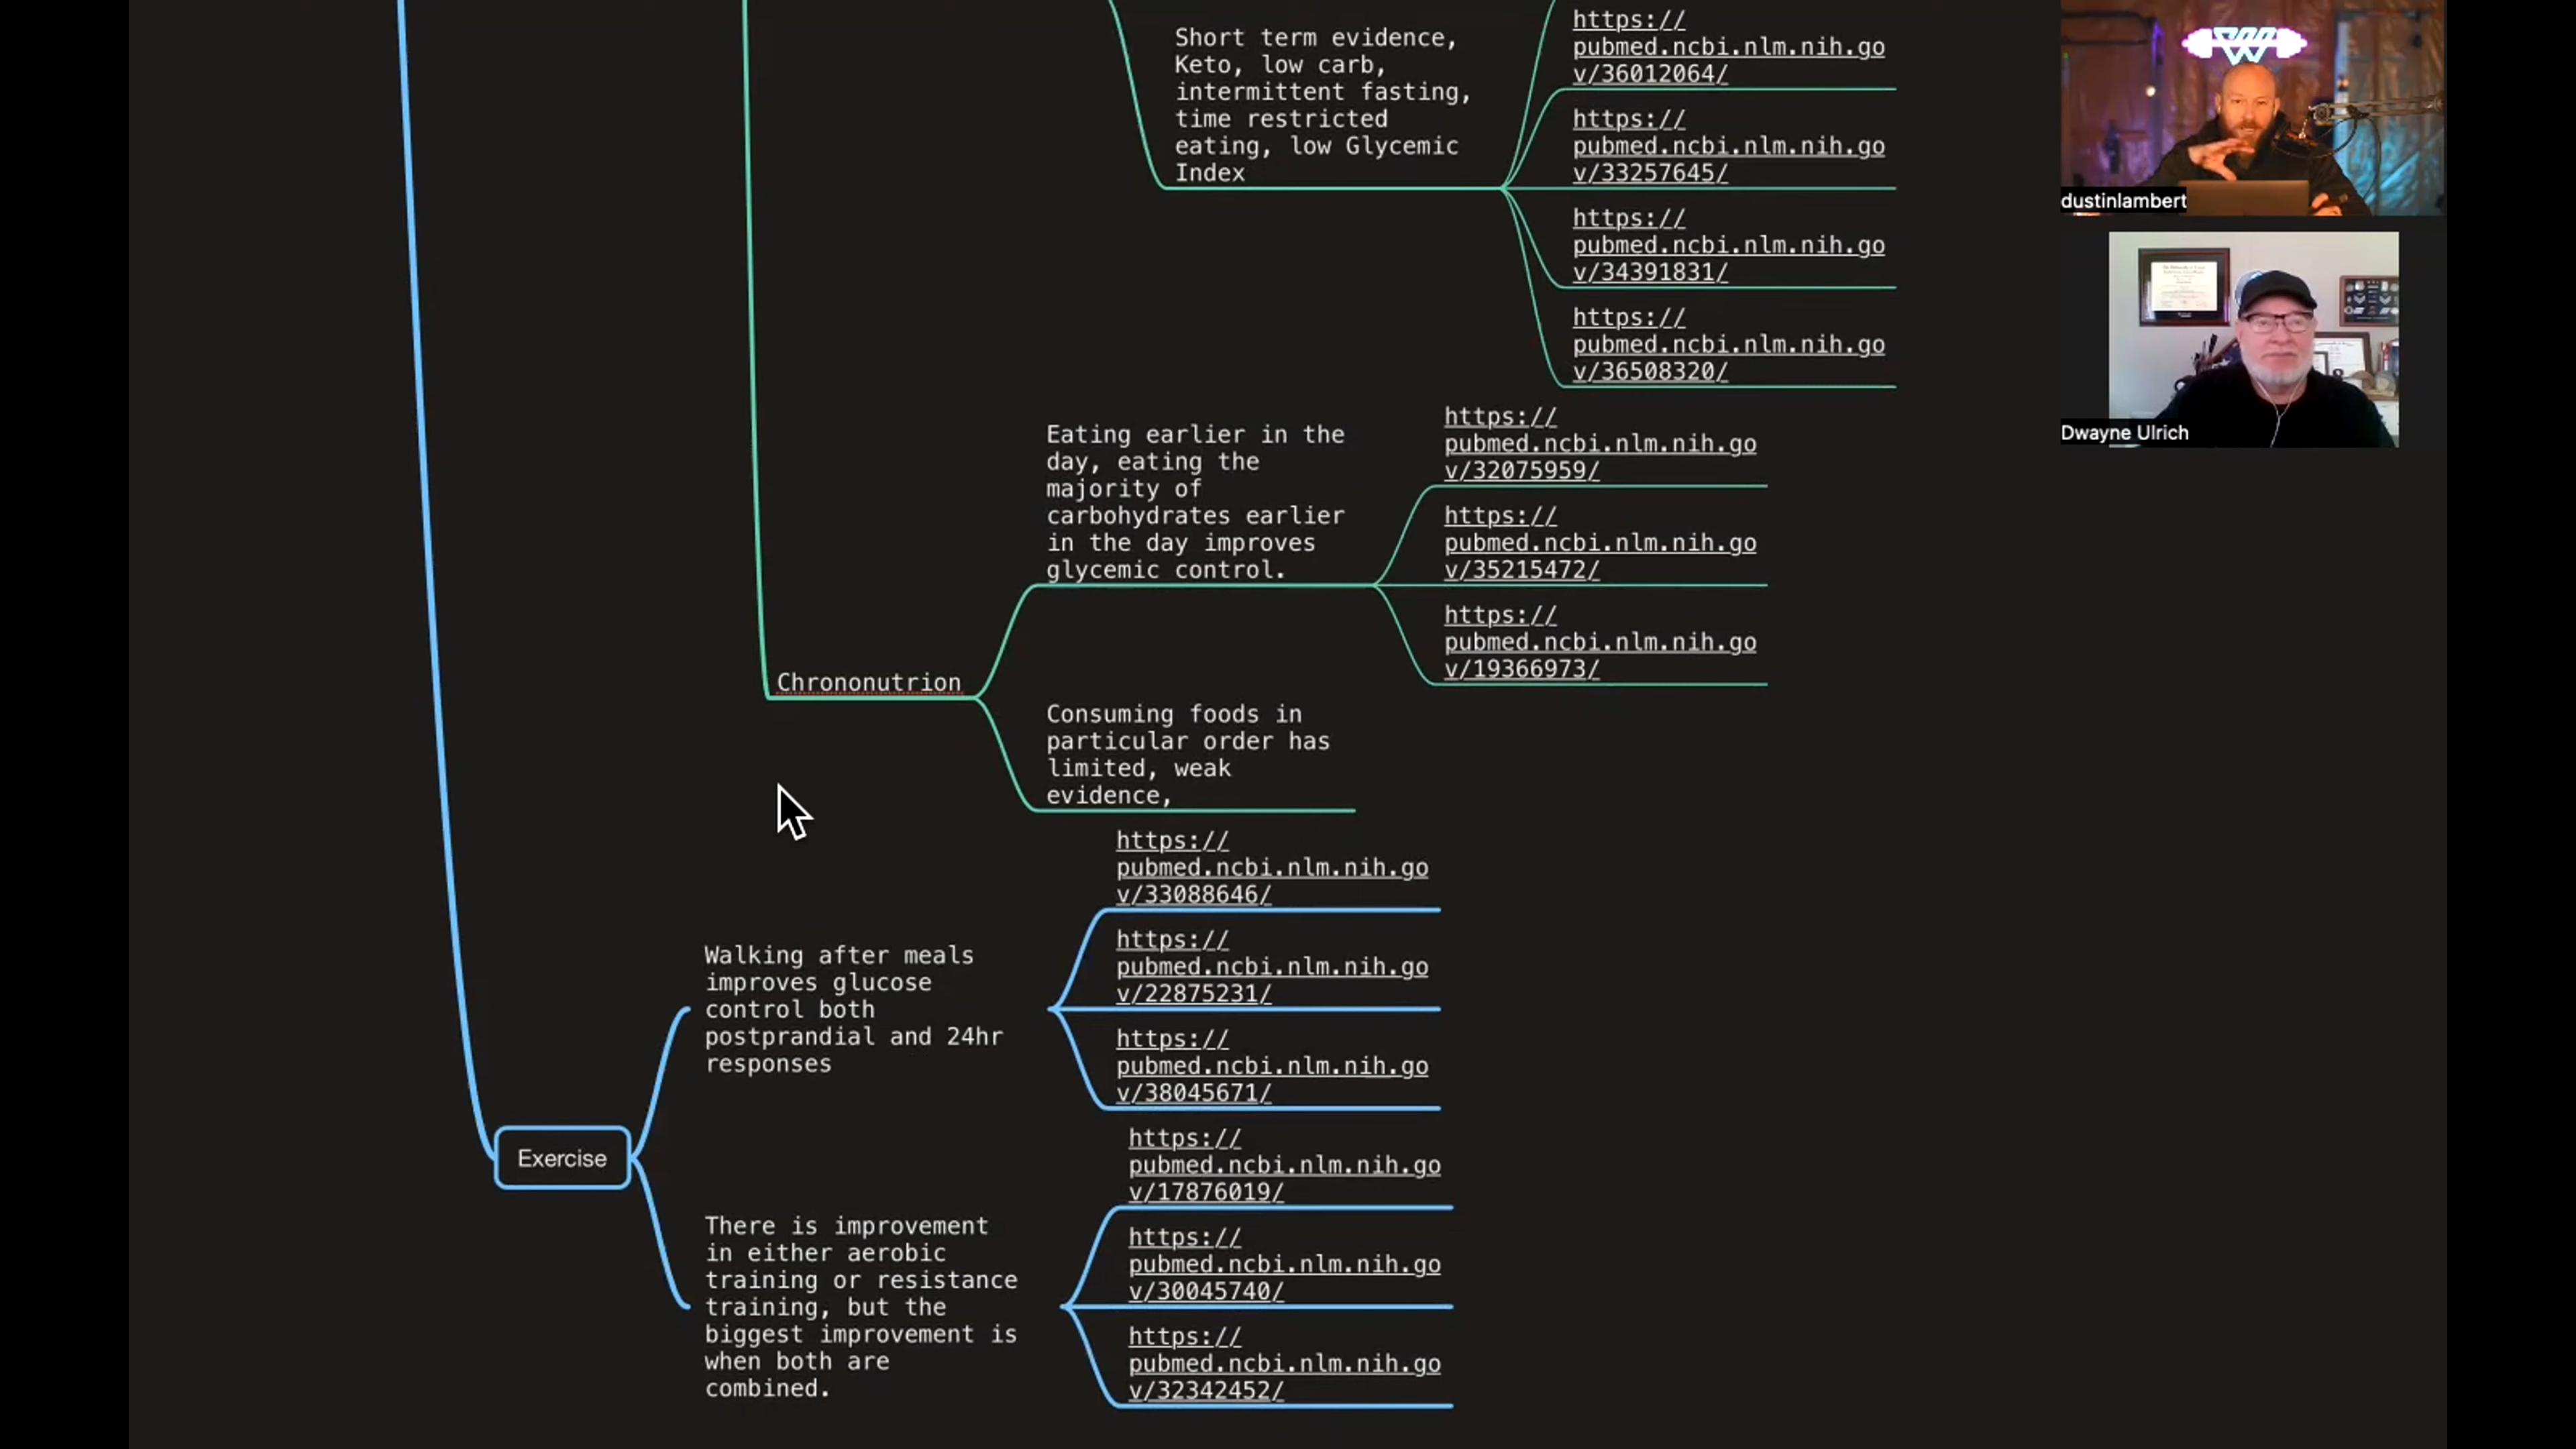 Short term evidence,
Keto, low carb,
intermittent fasting,
time restricted
eating, low Glycemic
Index
https://
pubmed.ncbi.nlm.nih.go
v/36012064/
https://
pubmed.ncbi.nlm.nih.go
v/33257645/
https://
pubmed.ncbi.nlm.nih.go
v/34391831/
https://
pubmed.ncbi.nlm.nih.go
v/36508320/
dustinlambert
Dwayne Ulrich
Chrononutrion
Eating earlier in the
day, eating the
majority of
carbohydrates earlier
in the day improves
glycemic control.
https://
pubmed.ncbi.nlm.nih.go
v/32075959/
https://
pubmed.ncbi.nlm.nih.go
v/35215472/
https://
pubmed.ncbi.nlm.nih.go
v/19366973/
Consuming foods in
particular order has
limited, weak
evidence,
Exercise
Walking after meals
improves glucose
control both
postprandial and 24hr
responses
https://
pubmed.ncbi.nlm.nih.go
v/33088646/
https://
pubmed.ncbi.nlm.nih.go
v/22875231/
https://
pubmed.ncbi.nlm.nih.go
v/38045671/
There is improvement
in either aerobic
training or resistance
training, but the
biggest improvement is
when both are
combined.
https://
pubmed.ncbi.nlm.nih.go
v/17876019/
https://
pubmed.ncbi.nlm.nih.go
v/30045740/
https://
pubmed.ncbi.nlm.nih.go
v/32342452/